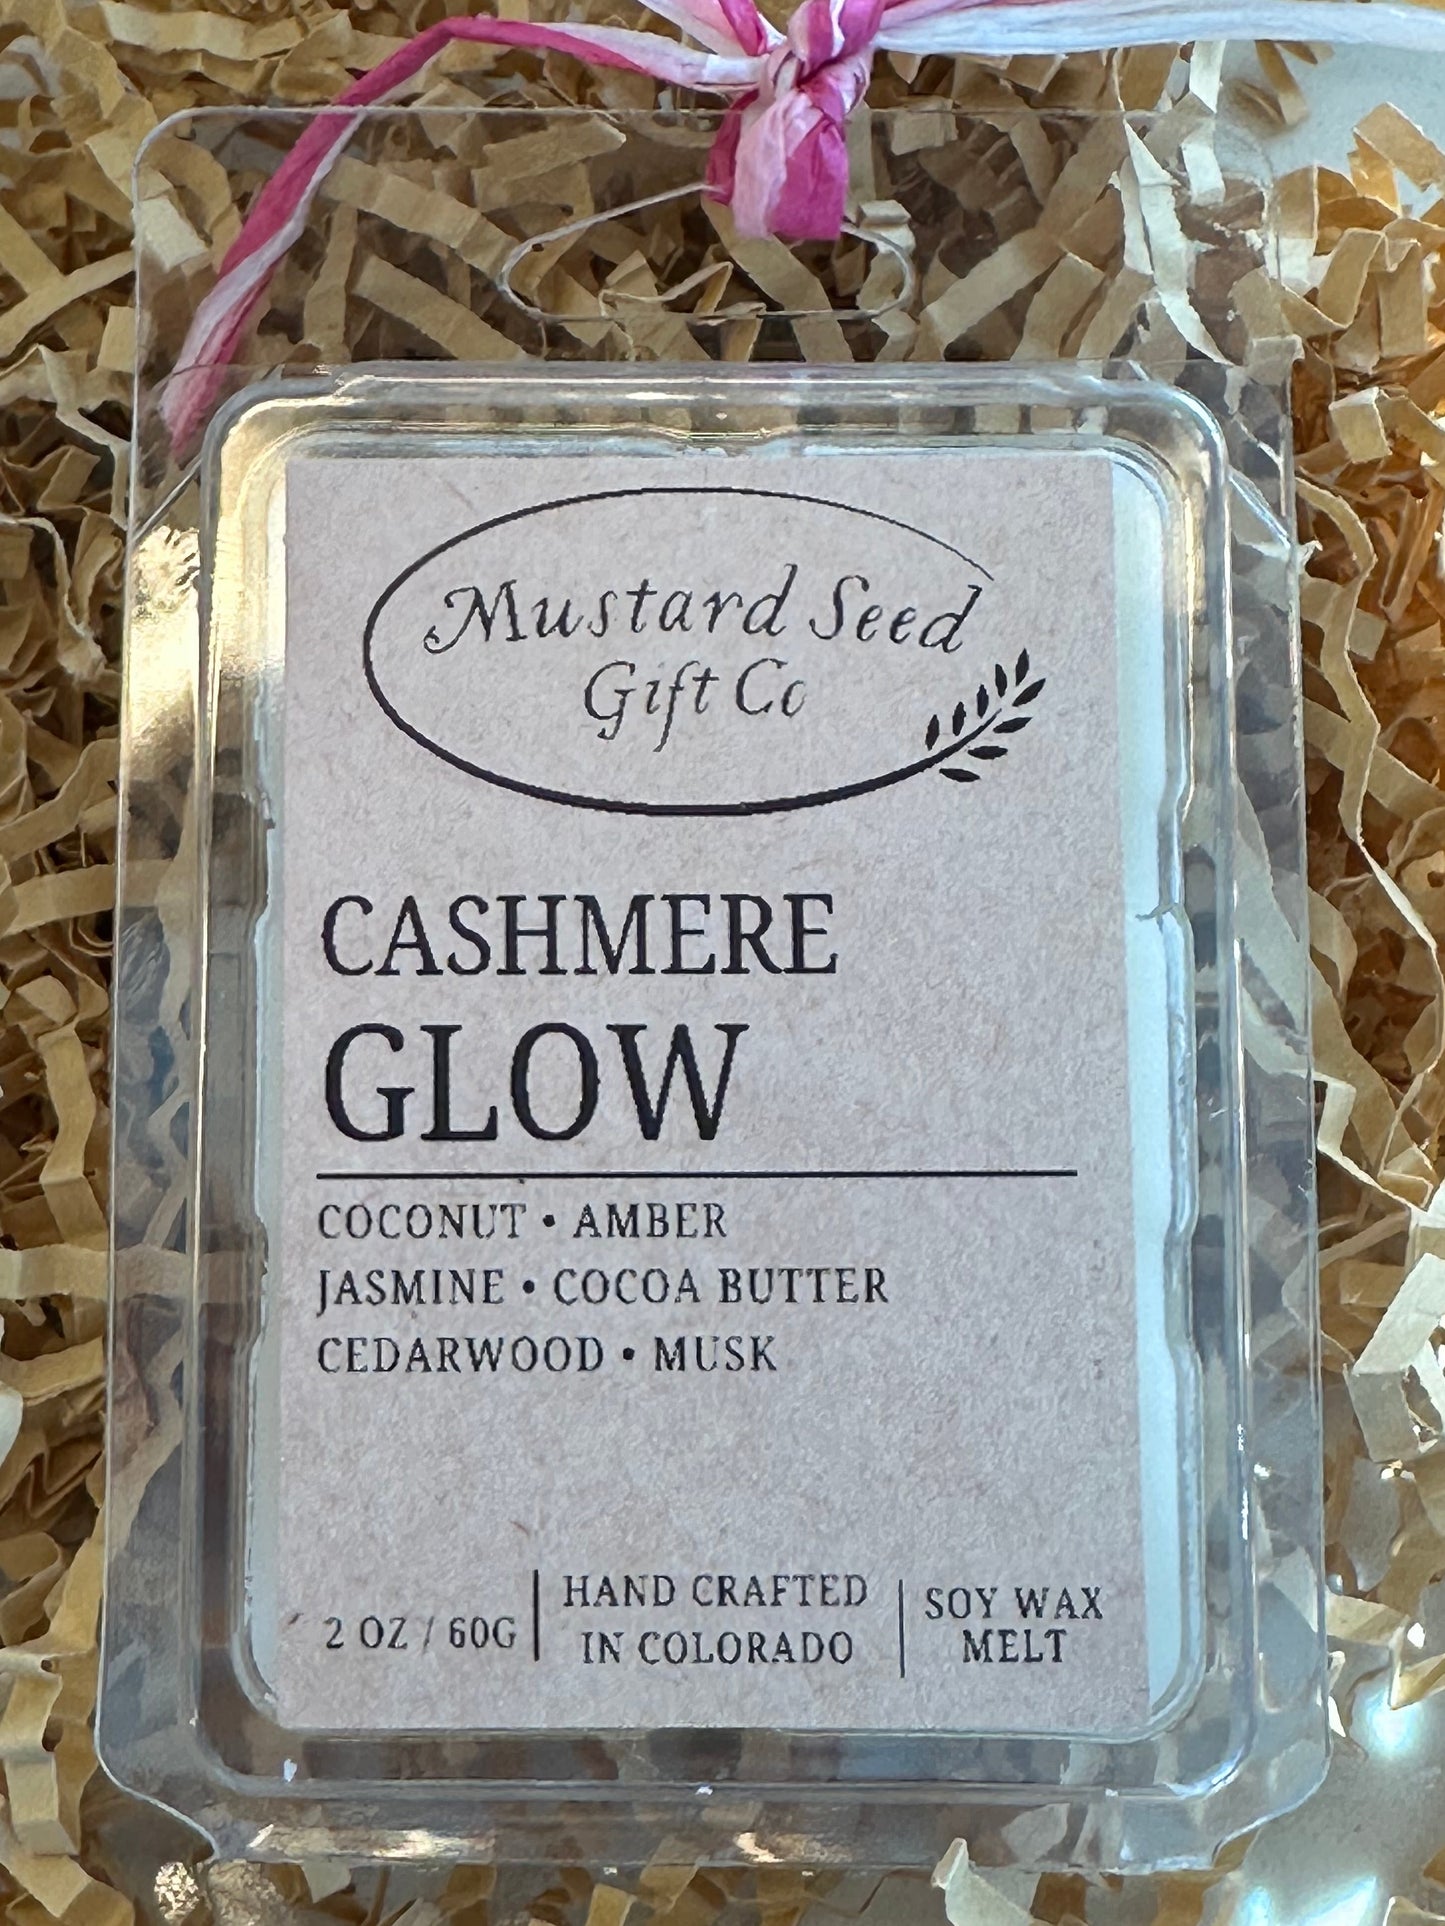 Mustard Seed
Gift Co
CASHMERE
GLOW
COCONUT • AMBER
JASMINE • COCOA BUTTER
CEDARWOOD • MUSK
2 OZ / 60G
HAND CRAFTED
IN COLORADO
SOY WAX
MELT